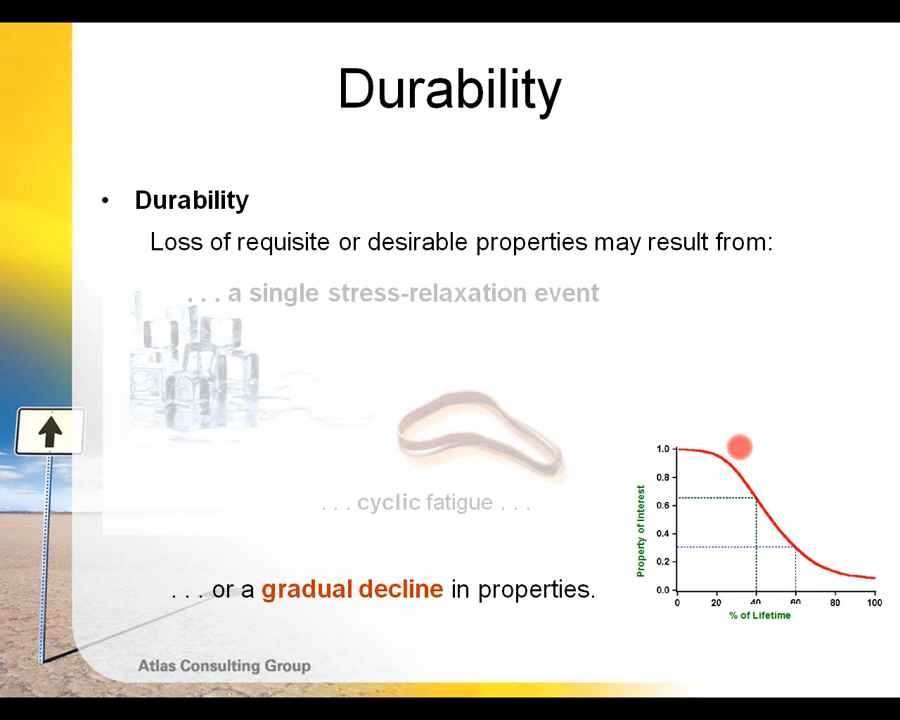 Durability
• Durability
Loss of requisite or desirable properties may result from:
. . . a single stress-relaxation event
. . . cyclic fatigue . . .
. . . or a gradual decline in properties.
Property of Interest
1.0
0.8
0.6
0.4
0.2
0.0
0 20 40 60 80 100
% of Lifetime
Atlas Consulting Group